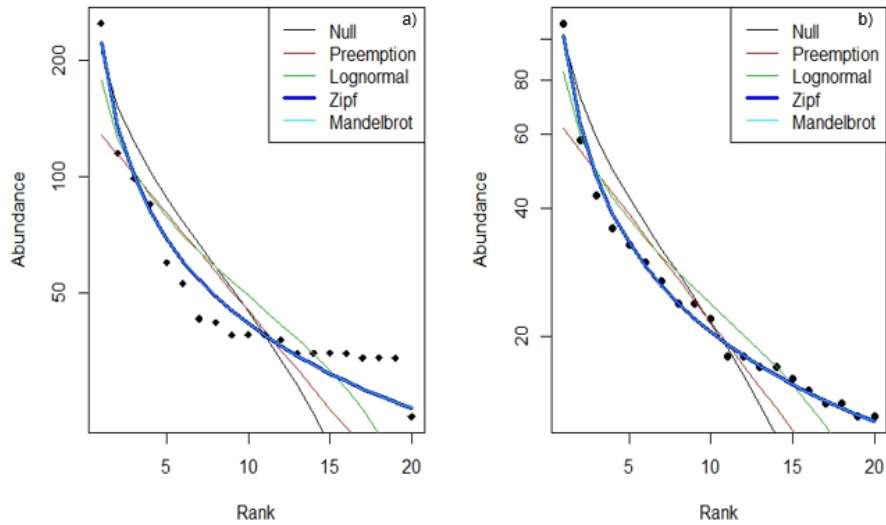 a)
Null
Preemption
Lognormal
Zipf
Mandelbrot
200
100
50
Abundance
5
10
15
20
Rank
b)
Null
Preemption
Lognormal
Zipf
Mandelbrot
80
60
40
20
Abundance
5
10
15
20
Rank